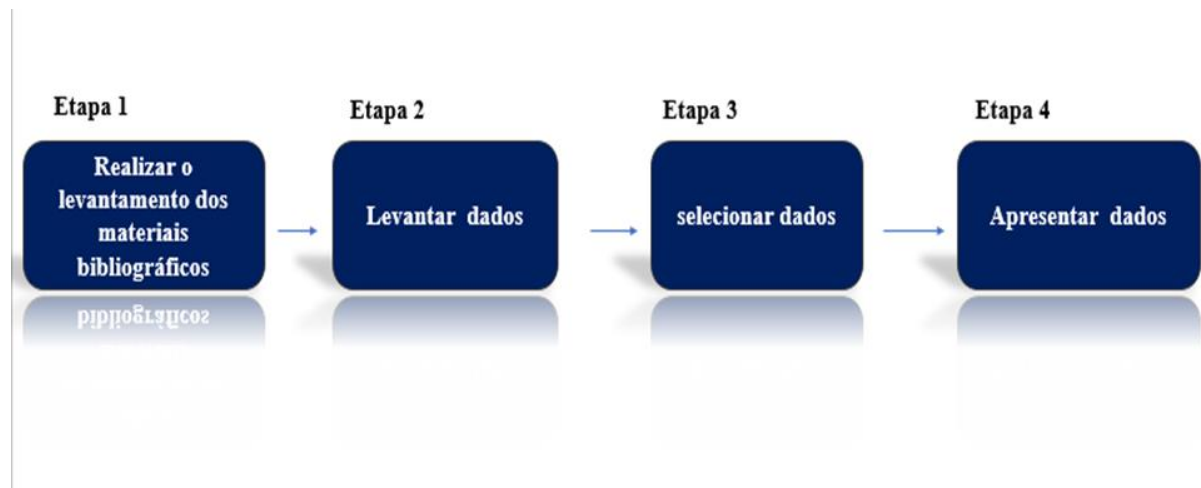 Etapa 1
Realizar o
levantamento dos
materiais
bibliográficos
Etapa 2
Levantar dados
Etapa 3
selecionar dados
Etapa 4
Apresentar dados